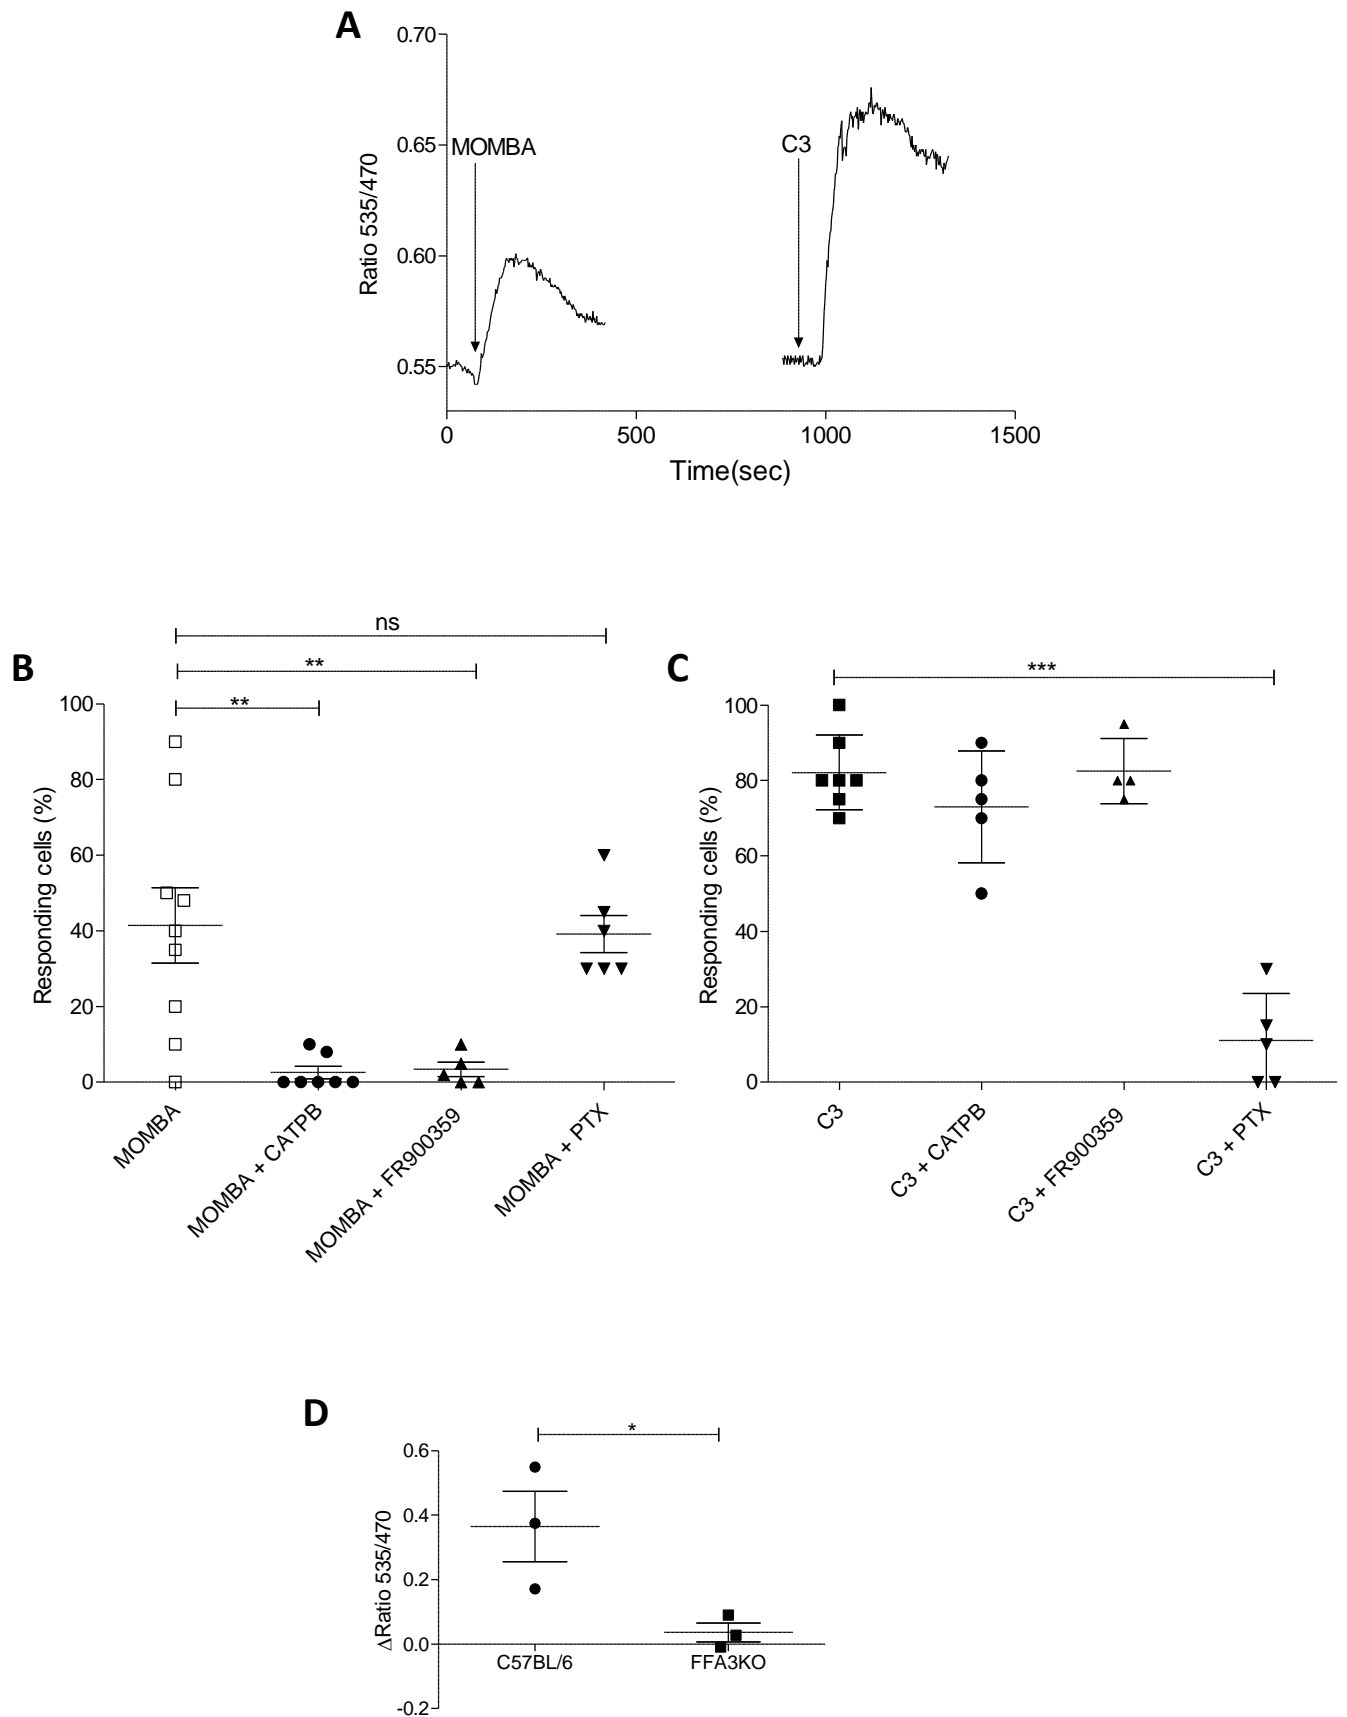 A
0.70
0.65
0.60
0.55
Ratio 535/470
MOMBA
C3
0
500
1000
1500
Time(sec)
B
ns
**
**
100
80
60
40
20
0
Responding cells (%)
MOMBA
MOMBA + CATPB
MOMBA + FR900359
MOMBA + PTX
C
***
100
80
60
40
20
0
Responding cells (%)
C3
C3 + CATPB
C3 + FR900359
C3 + PTX
D
*
0.6
0.4
0.2
0.0
-0.2
ΔRatio 535/470
C57BL/6
FFA3KO